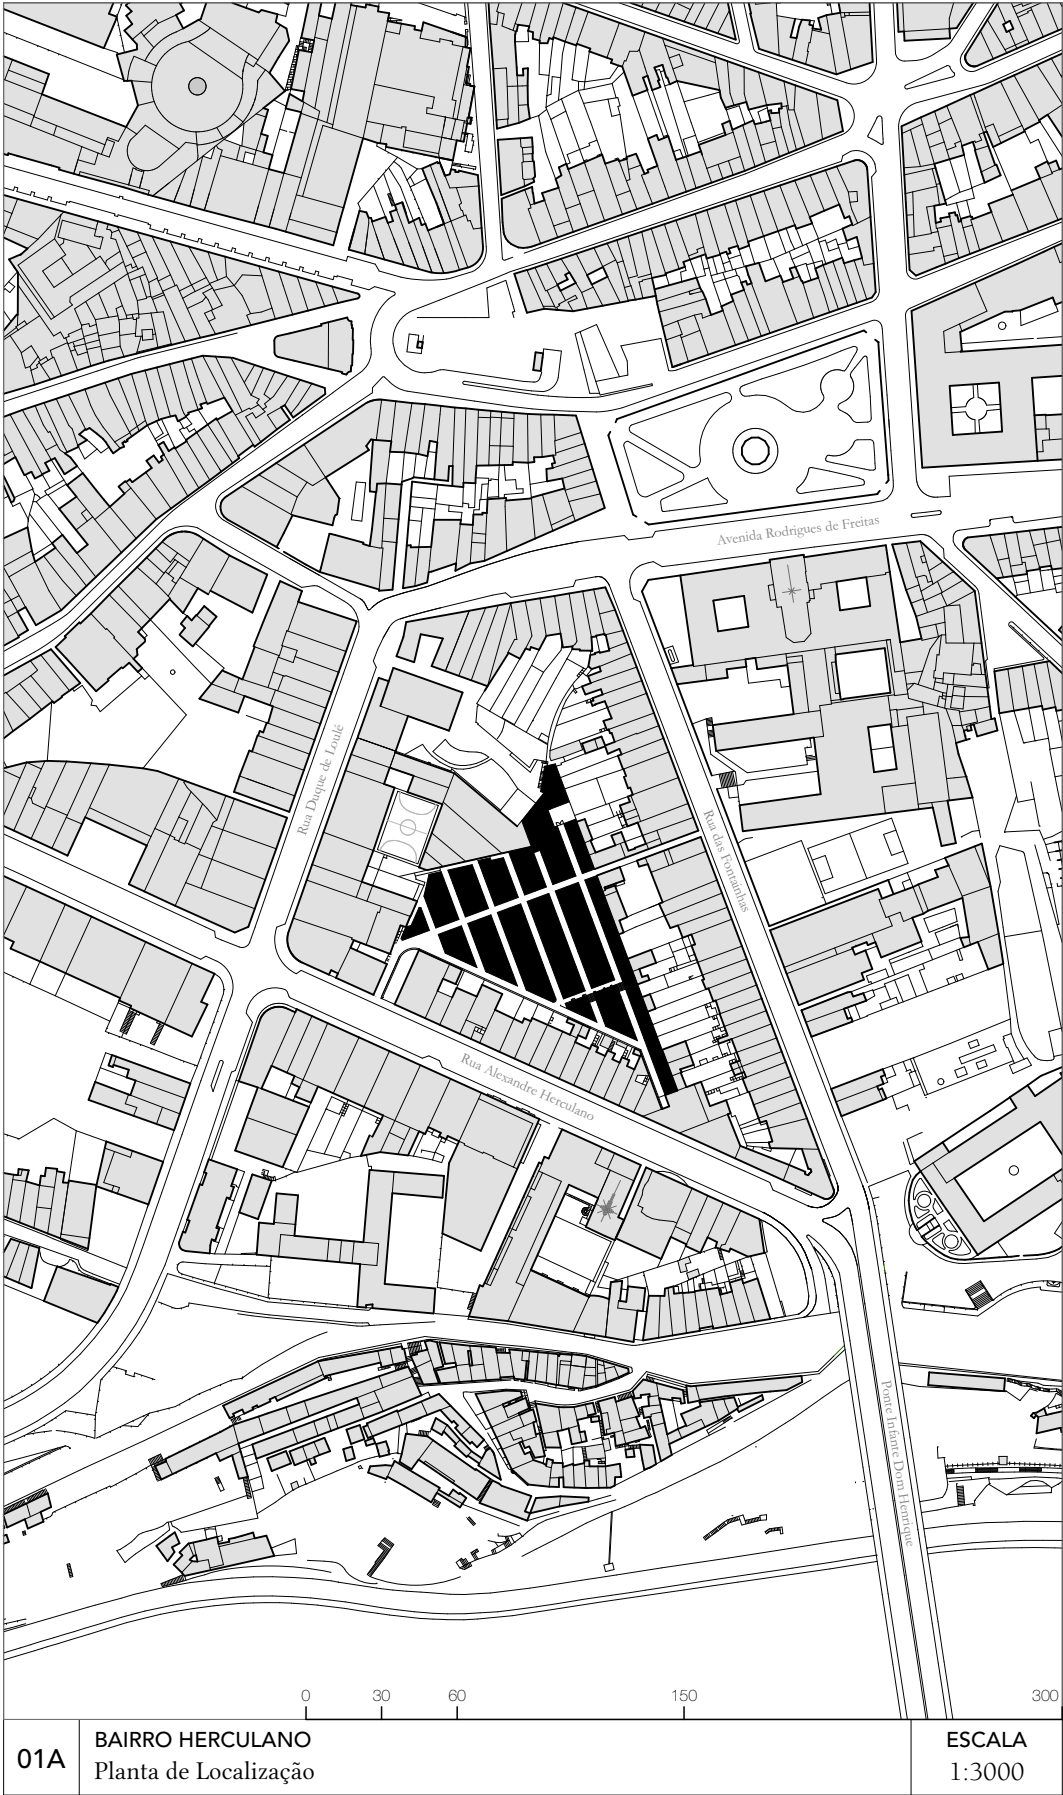 Avenida Rodrigues de Freitas
Rua Duque de Loulé
Rua das Fontainhas
Rua Alexandre Herculano
Ponte Infante Dom Henrique
0 30 60 150 300
01A
BAIRRO HERCULANO
Planta de Localização
ESCALA
1:3000